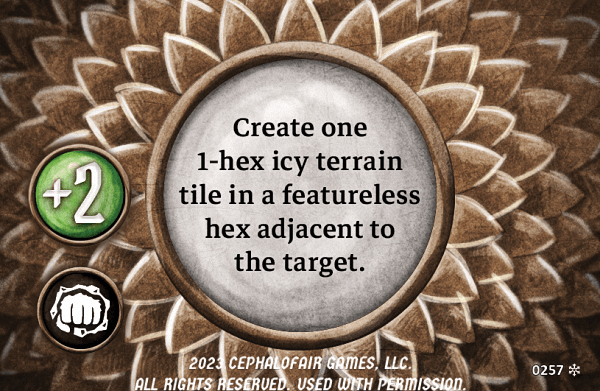 Create one
1-hex icy terrain
tile in a featureless
hex adjacent to
the target.
+2
2023 CEPHALOFAIR GAMES, LLC.
ALL RIGHTS RESERVED. USED WITH PERMISSION.
0257